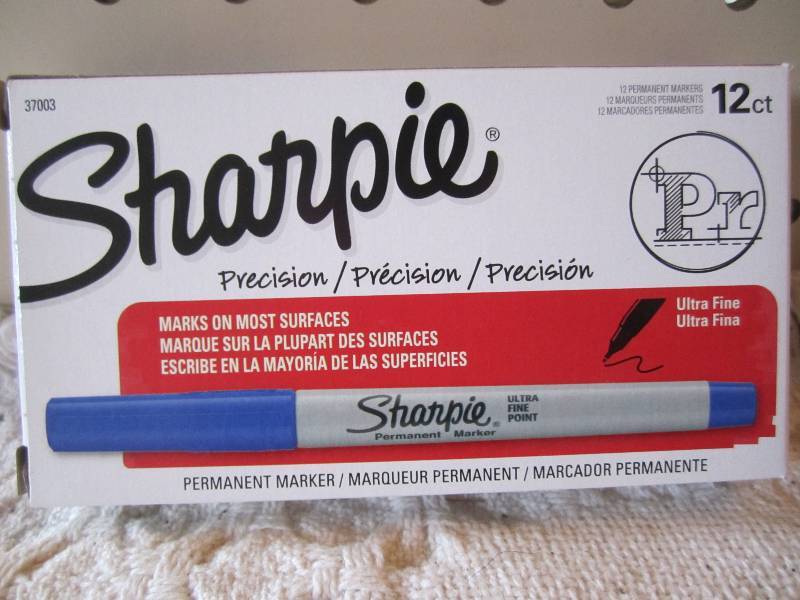 37003
12 PERMANENT MARKERS
12 MARQUEURS PERMANENTS
12 MARCADORES PERMANENTES
12ct
Sharpie®
Pr
Precision / Précision / Precisión
MARKS ON MOST SURFACES
MARQUE SUR LA PLUPART DES SURFACES
ESCRIBE EN LA MAYORÍA DE LAS SUPERFICIES
Ultra Fine
Ultra Fina
Sharpie®
Permanent Marker
ULTRA
FINE
POINT
PERMANENT MARKER / MARQUEUR PERMANENT / MARCADOR PERMANENTE